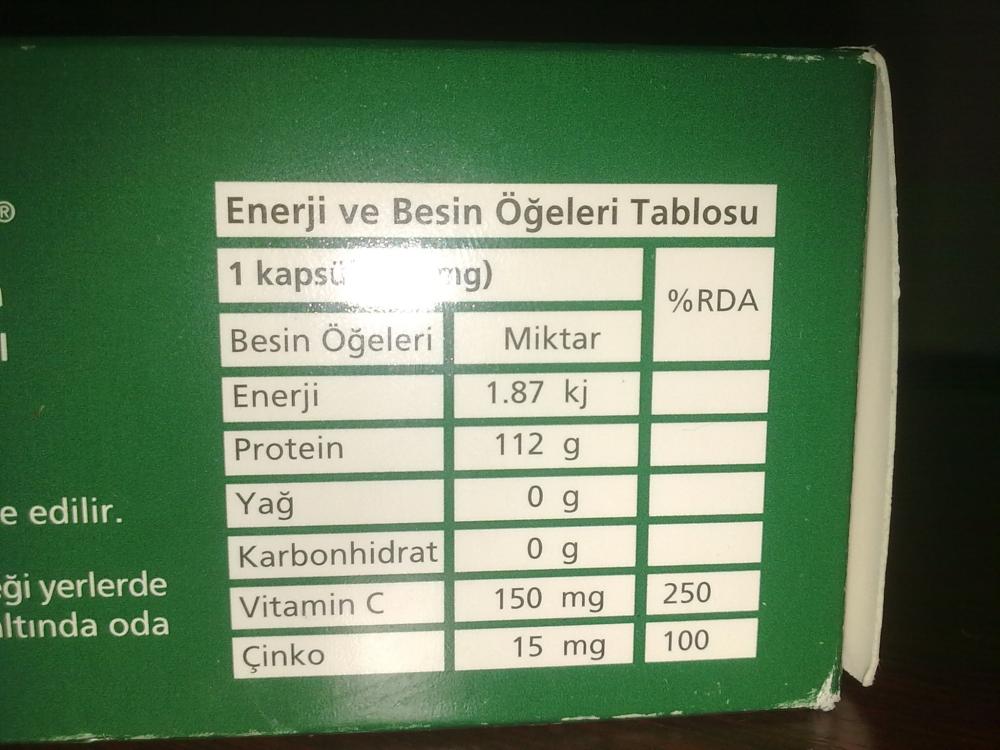 ®
Enerji ve Besin Öğeleri Tablosu
1 mg)
%RDA
Besin Öğeleri Miktar
Enerji 1.87 kj
Protein 112 g
Yağ 0 g
Karbonhidrat 0 g
Vitamin C 150 mg 250
Çinko 15 mg 100
e edilir.
eği yerlerde
altında oda